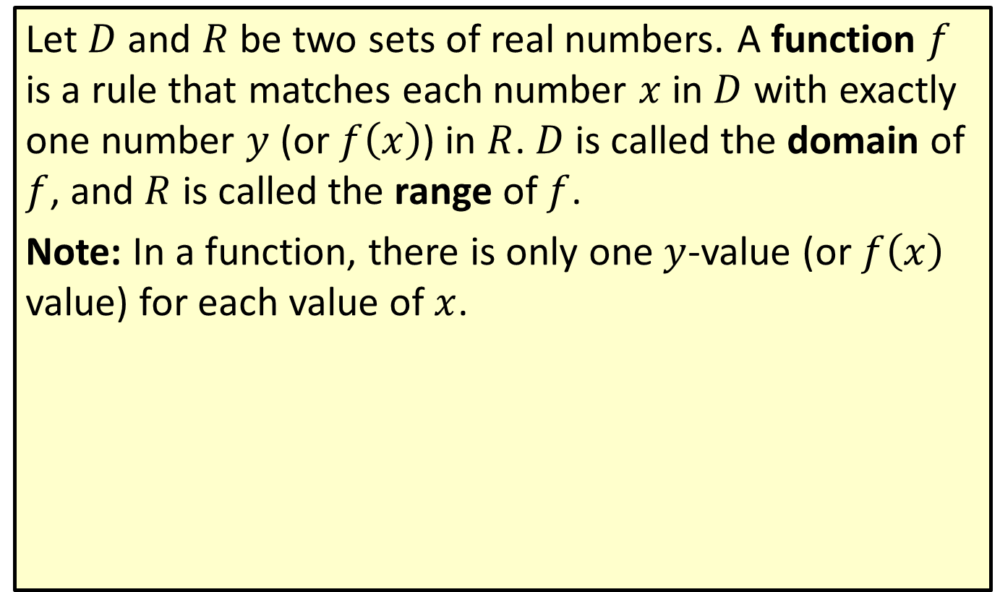 Let 𝐷 and 𝑅 be two sets of real numbers. A function 𝑓
is a rule that matches each number 𝑥 in 𝐷 with exactly
one number 𝑦 (or 𝑓(𝑥)) in 𝑅. 𝐷 is called the domain of
𝑓, and 𝑅 is called the range of 𝑓.
Note: In a function, there is only one 𝑦-value (or 𝑓(𝑥)
value) for each value of 𝑥.